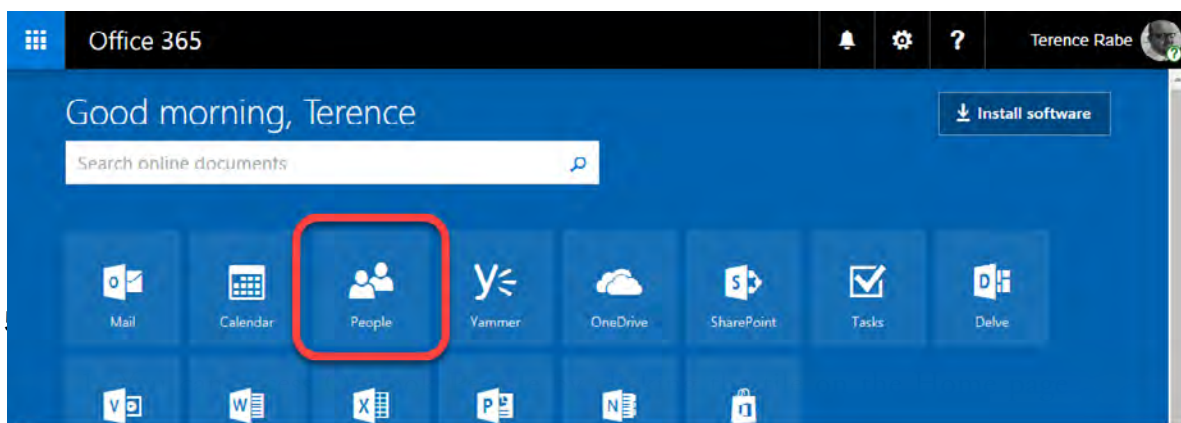 Office 365
? Terence Rabe
Good morning, Terence
Install software
Search online documents
Mail Calendar People Yammer OneDrive SharePoint Tasks Delve